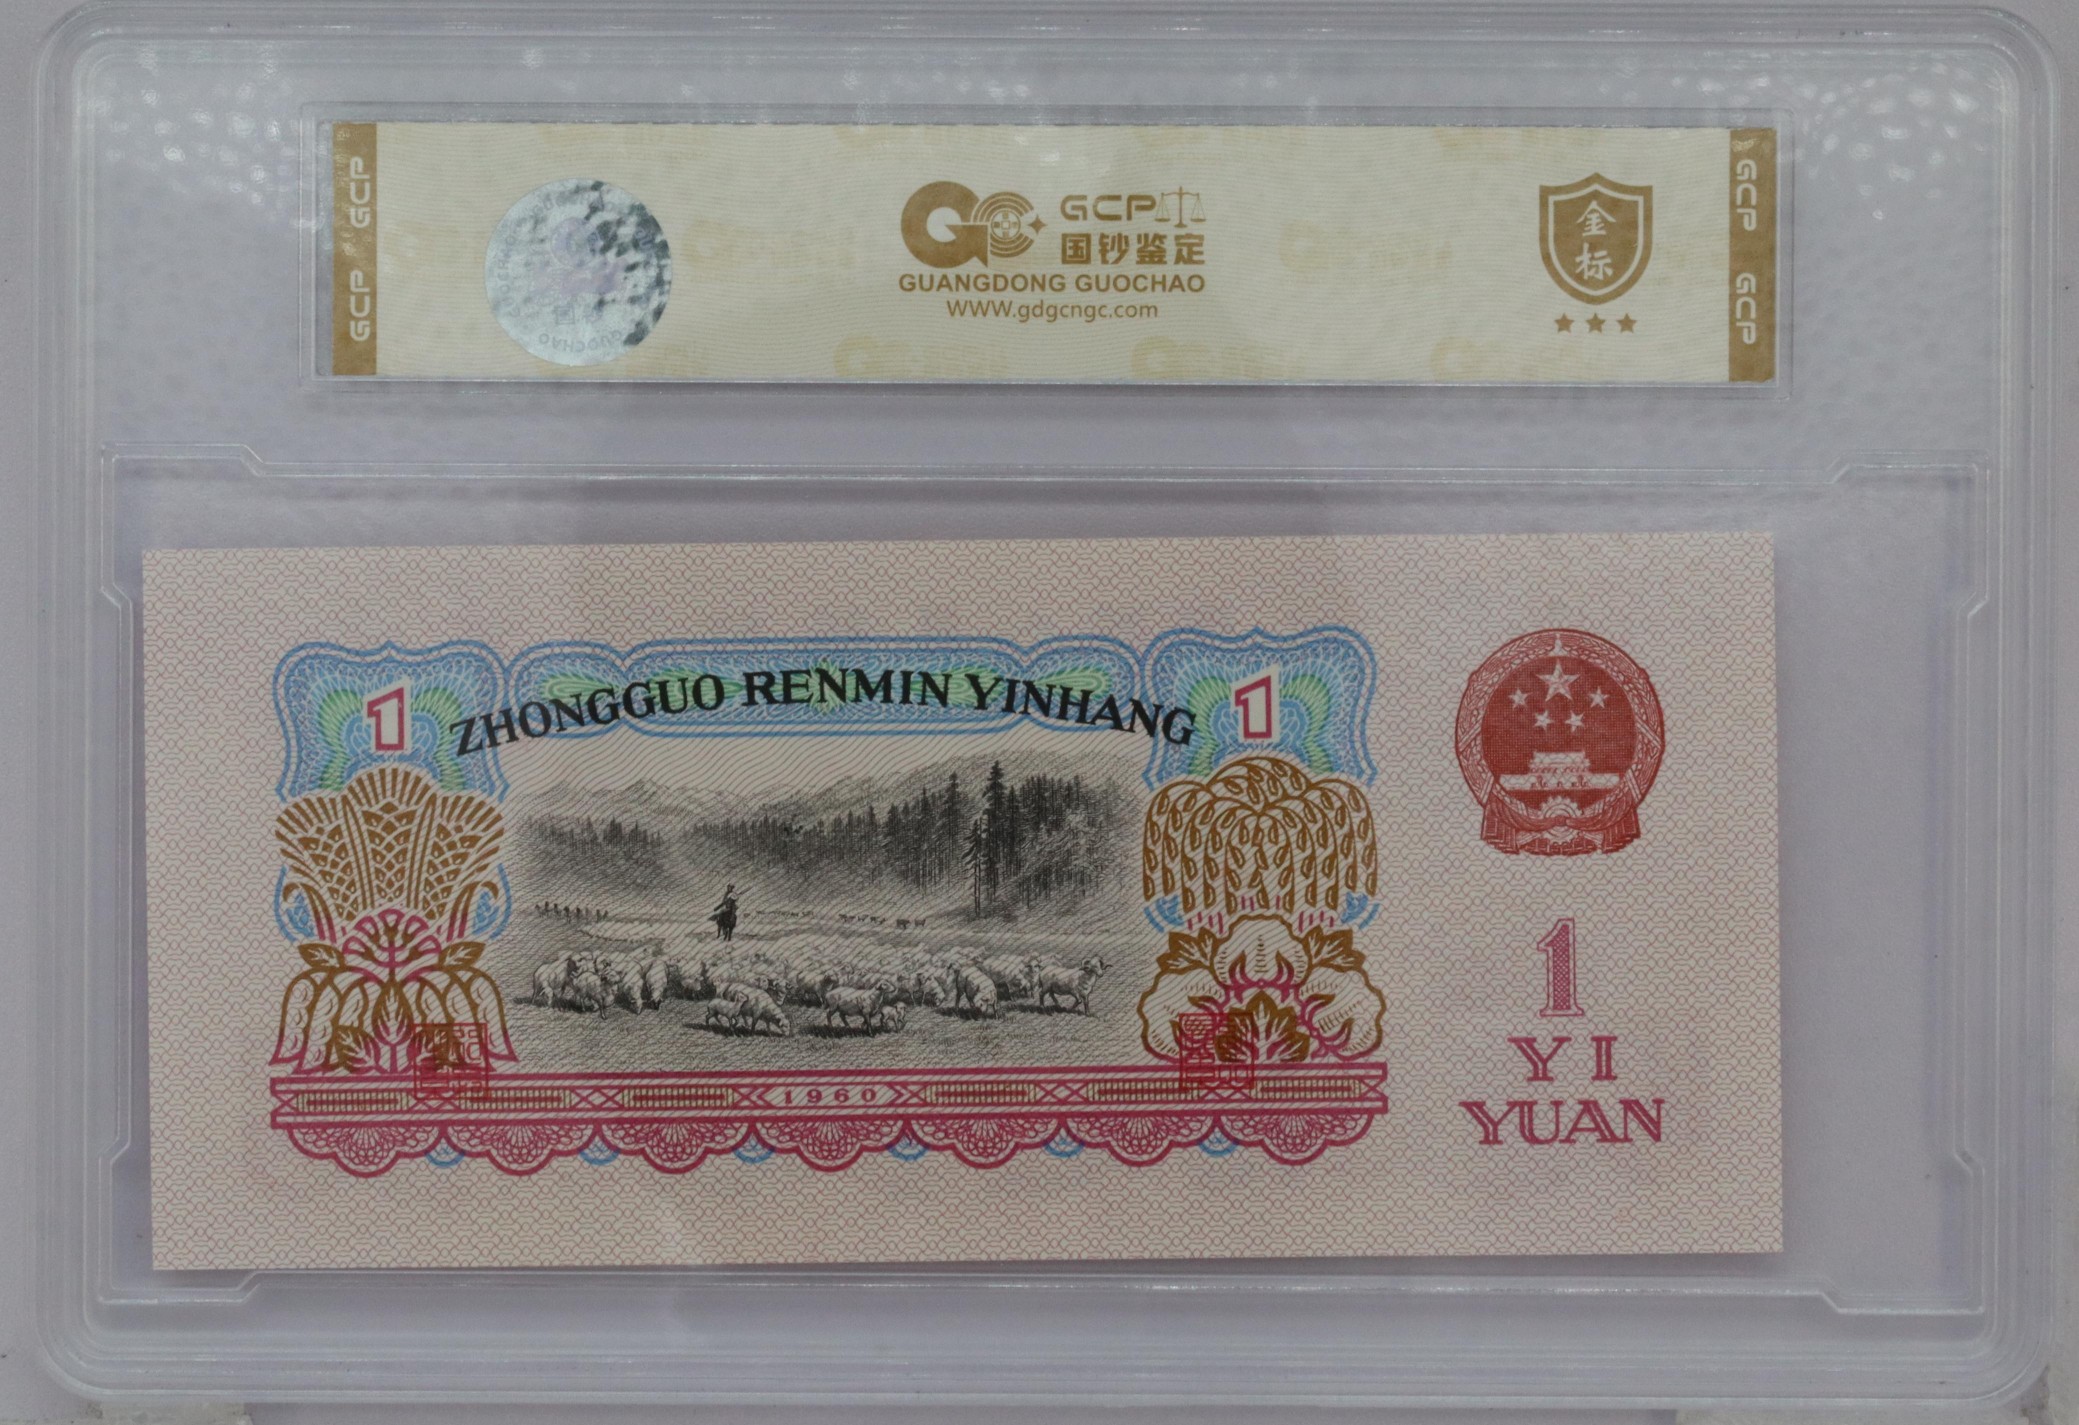 GCP
GCP
GCP
国钞鉴定
GUANGDONG GUOCHAO
WWW.gdgcngc.com
金
标
GCP
GCP
GUOCHAO
ZHONGGUO RENMIN YINHANG
1
1
1
YI
YUAN
1960